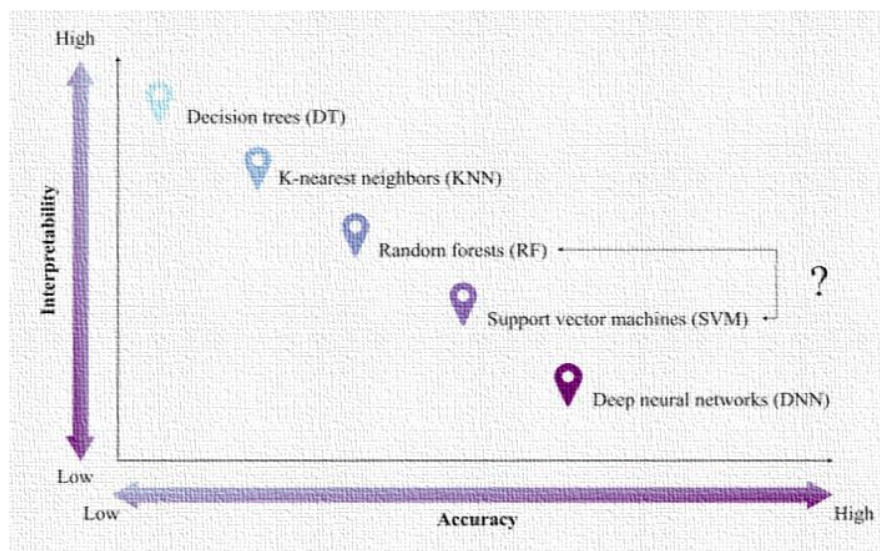 High
Decision trees (DT)
K-nearest neighbors (KNN)
Random forests (RF)
?
Support vector machines (SVM)
Deep neural networks (DNN)
Interpretability
Low
Low
Accuracy
High